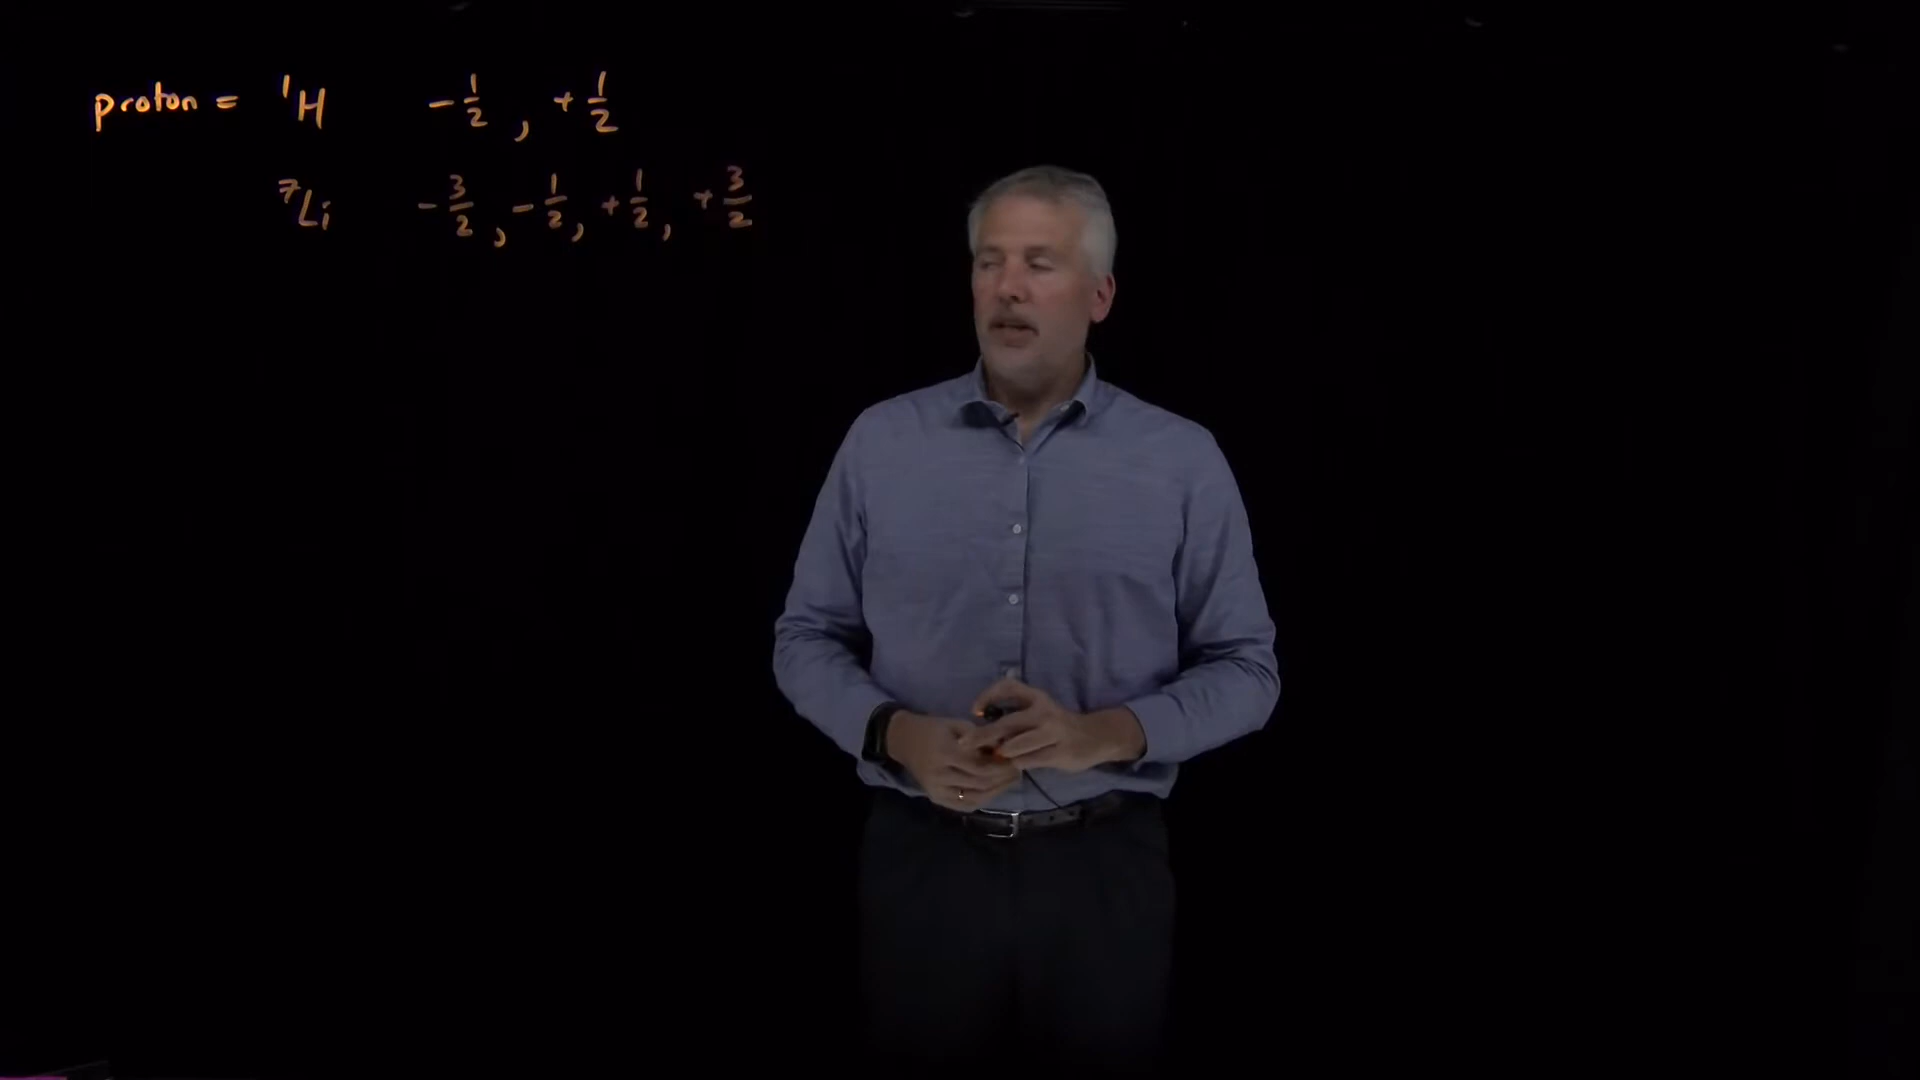 proton = ¹H -1/2, +1/2
⁷Li -3/2, -1/2, +1/2, +3/2